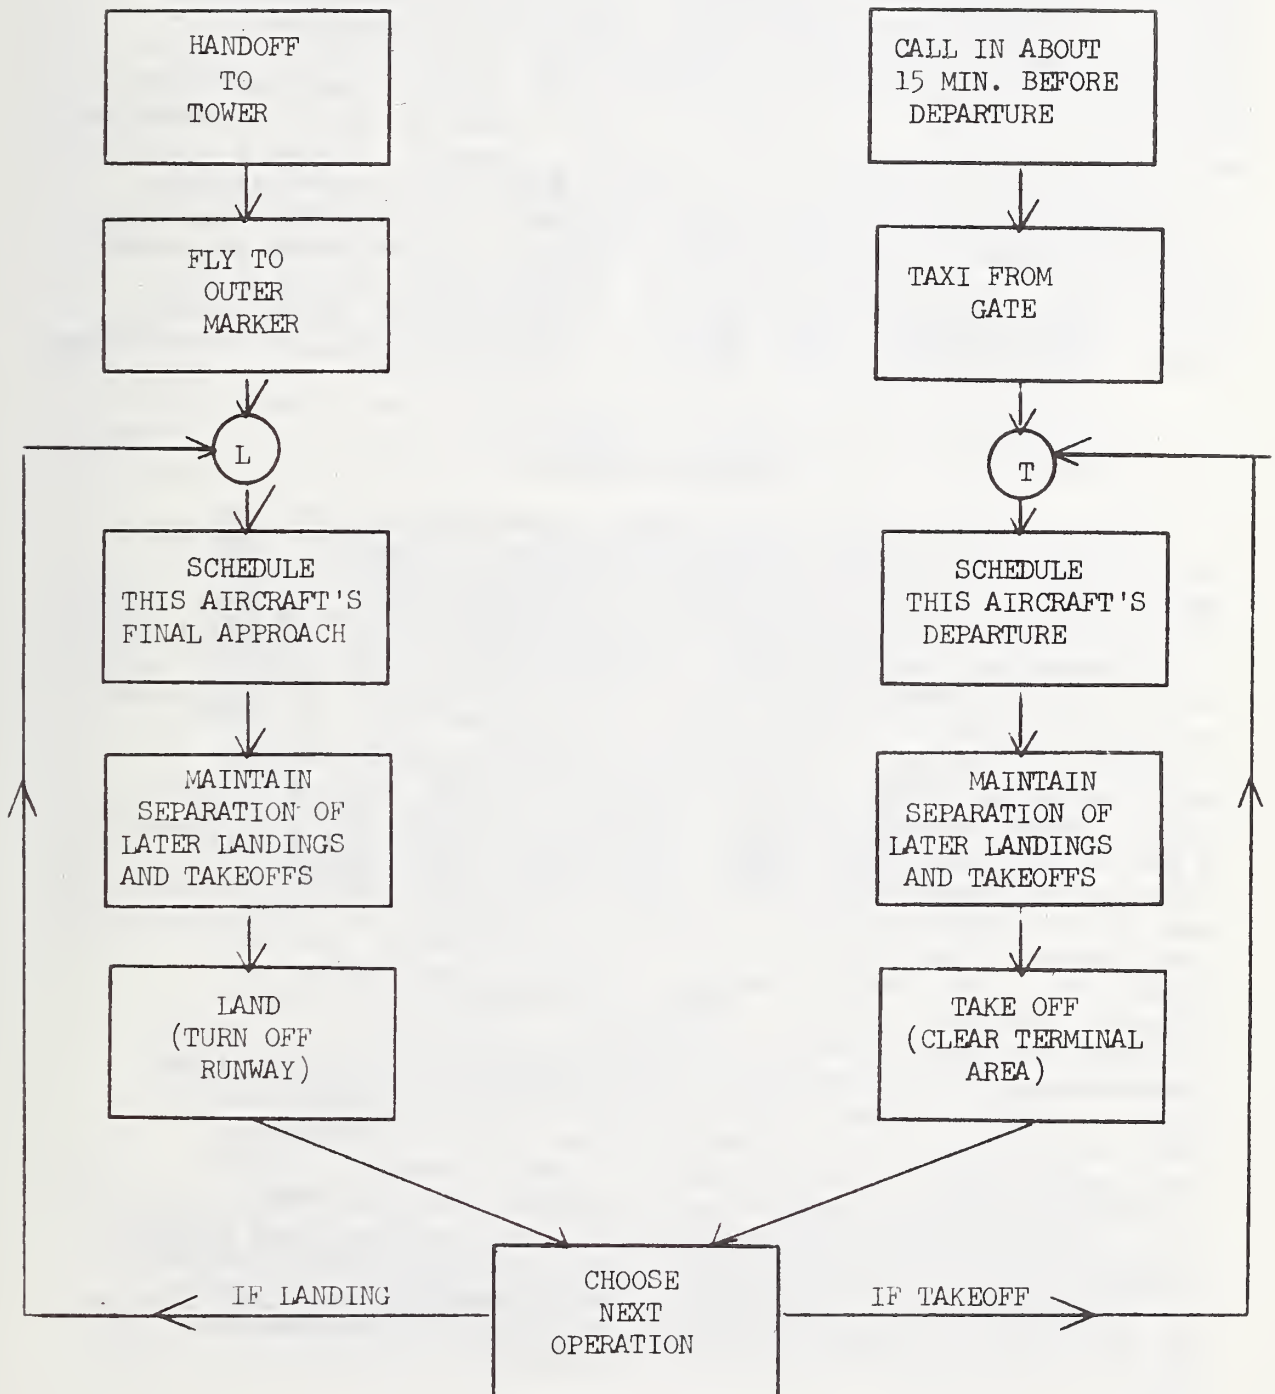 HANDOFF
TO
TOWER
FLY TO
OUTER
MARKER
L
SCHEDULE
THIS AIRCRAFT'S
FINAL APPROACH
MAINTAIN
SEPARATION OF
LATER LANDINGS
AND TAKEOFFS
LAND
(TURN OFF
RUNWAY)
CALL IN ABOUT
15 MIN. BEFORE
DEPARTURE
TAXI FROM
GATE
T
SCHEDULE
THIS AIRCRAFT'S
DEPARTURE
MAINTAIN
SEPARATION OF
LATER LANDINGS
AND TAKEOFFS
TAKE OFF
(CLEAR TERMINAL
AREA)
IF LANDING
CHOOSE
NEXT
OPERATION
IF TAKEOFF